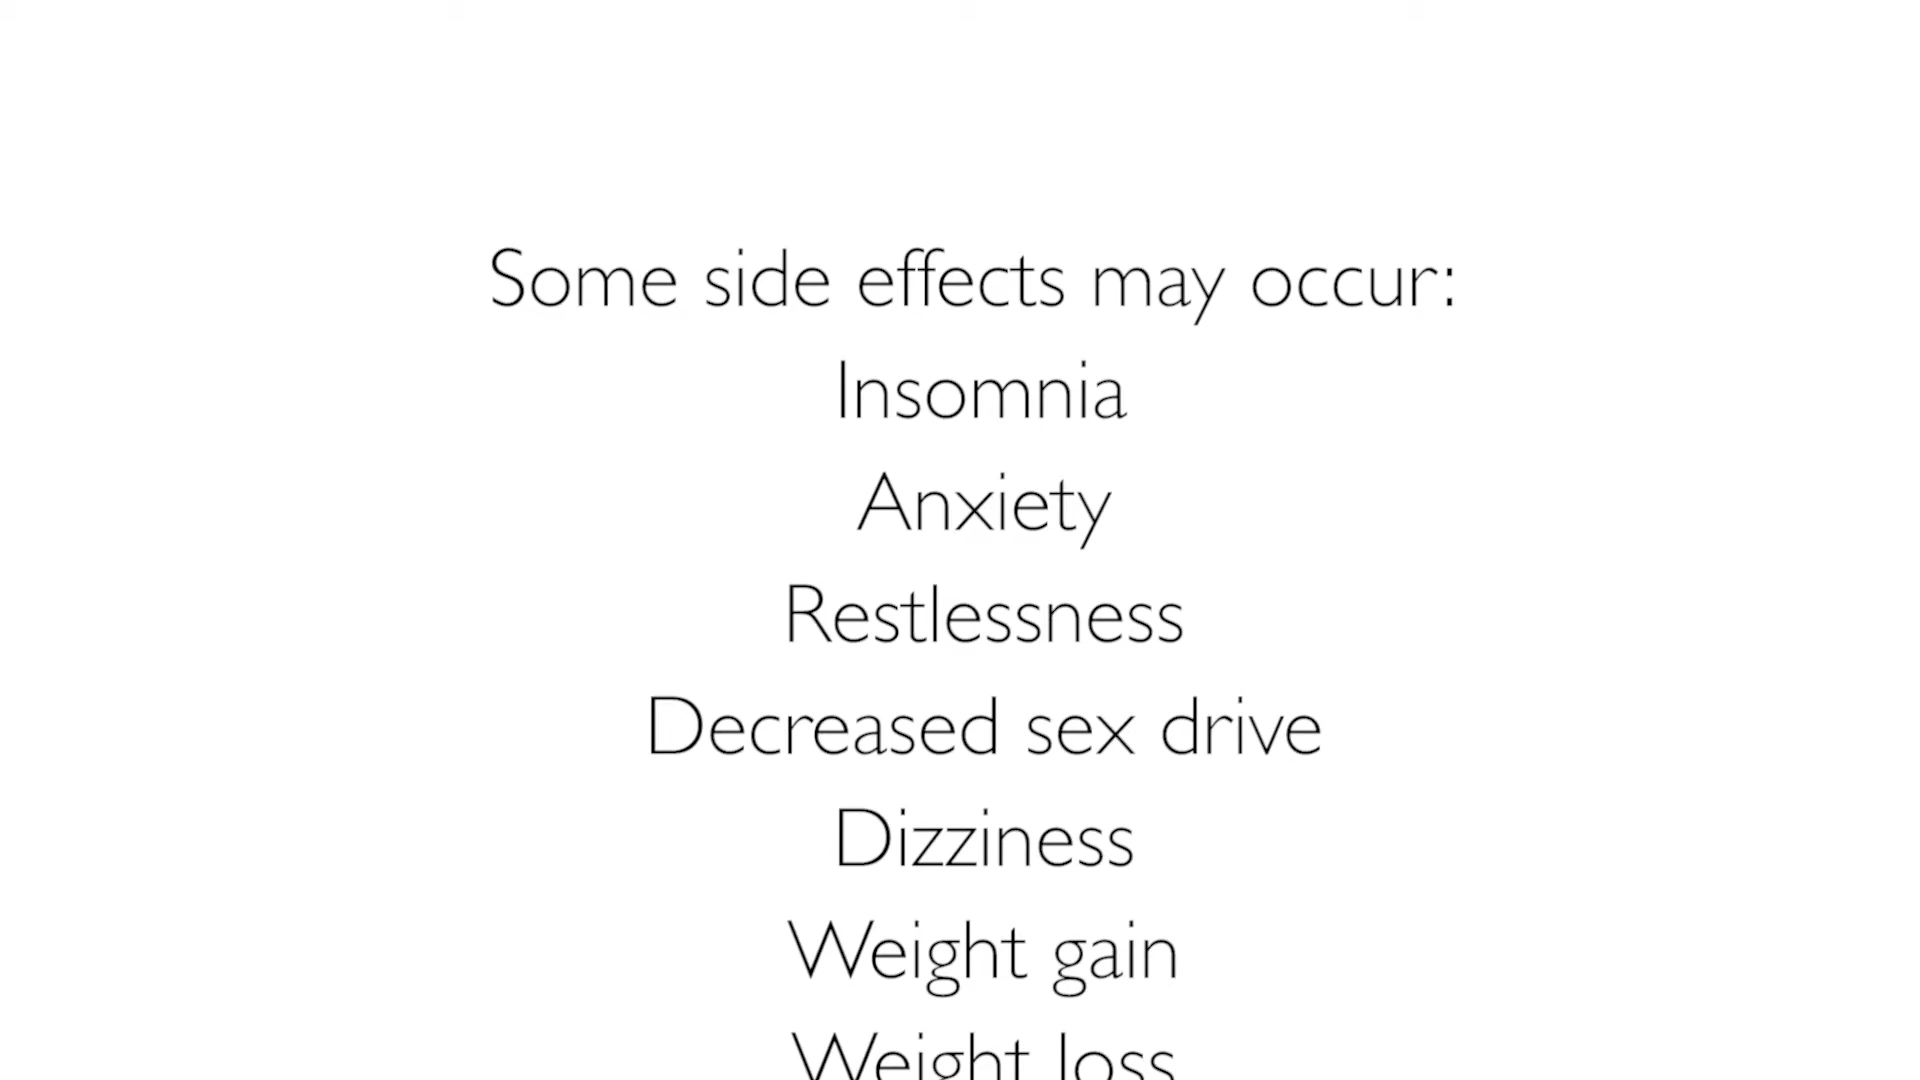 Some side effects may occur:
Insomnia
Anxiety
Restlessness
Decreased sex drive
Dizziness
Weight gain
Weight loss